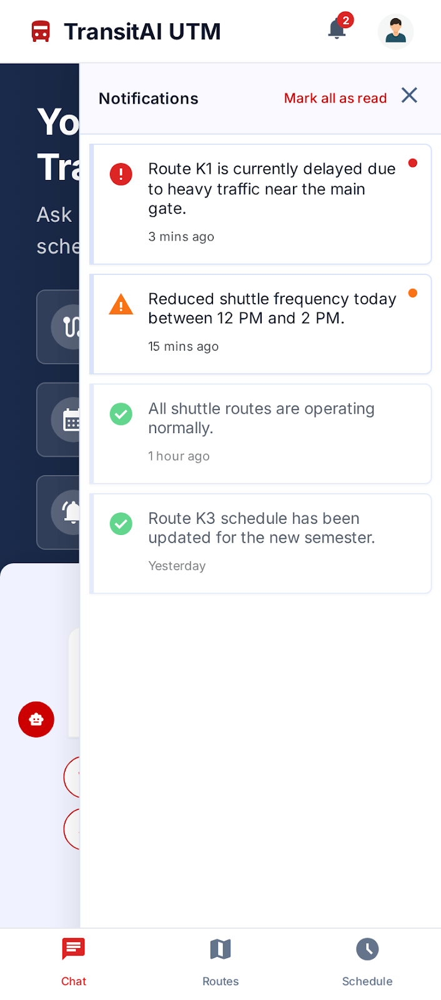 TransitAI UTM
2
Yo
Tra
Ask
sche
Notifications
Mark all as read
Route K1 is currently delayed due
to heavy traffic near the main
gate.
3 mins ago
Reduced shuttle frequency today
between 12 PM and 2 PM.
15 mins ago
All shuttle routes are operating
normally.
1 hour ago
Route K3 schedule has been
updated for the new semester.
Yesterday
Chat
Routes
Schedule